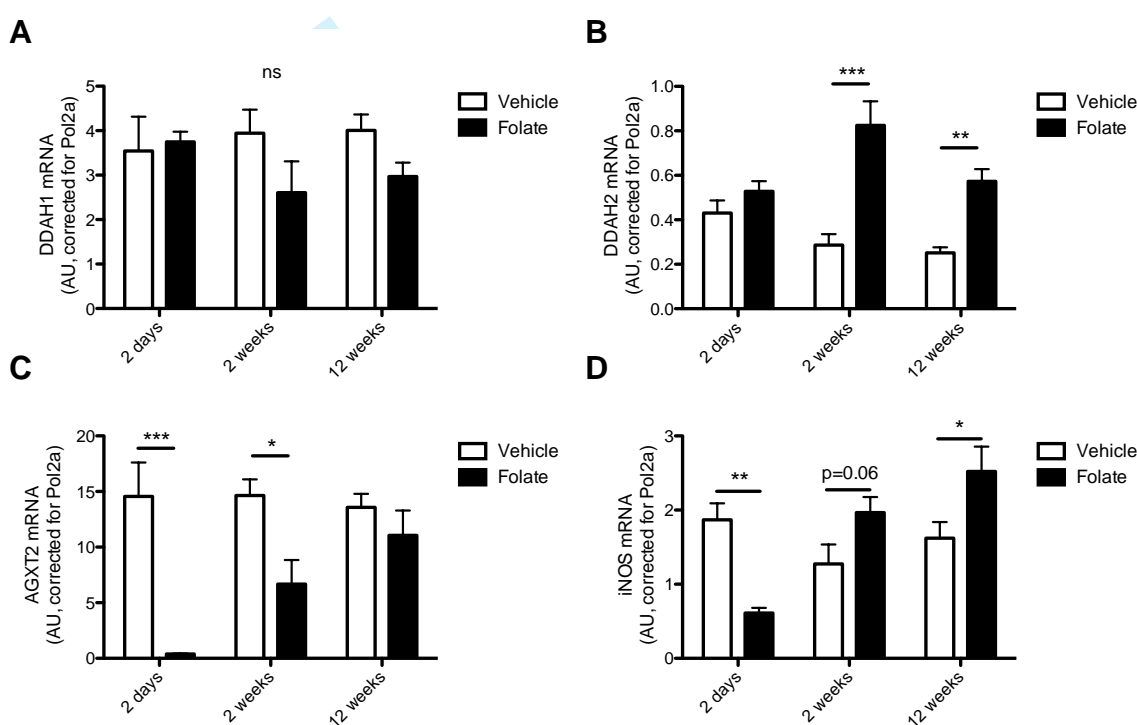 A
ns
DDAH1 mRNA
(AU, corrected for Pol2a)
5
4
3
2
1
0
2 days
2 weeks
12 weeks
Vehicle
Folate
B
***
**
DDAH2 mRNA
(AU, corrected for Pol2a)
1.0
0.8
0.6
0.4
0.2
0.0
2 days
2 weeks
12 weeks
Vehicle
Folate
C
***
*
AGXT2 mRNA
(AU, corrected for Pol2a)
20
15
10
5
0
2 days
2 weeks
12 weeks
Vehicle
Folate
D
**
p=0.06
*
iNOS mRNA
(AU, corrected for Pol2a)
3
2
1
0
2 days
2 weeks
12 weeks
Vehicle
Folate